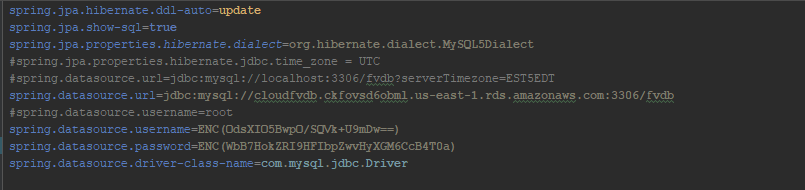 spring.jpa.hibernate.ddl-auto=update
spring.jpa.show-sql=true
spring.jpa.properties.hibernate.dialect=org.hibernate.dialect.MySQL5Dialect
#spring.jpa.properties.hibernate.jdbc.time_zone = UTC
#spring.datasource.url=jdbc:mysql://localhost:3306/fvdb?serverTimezone=EST5EDT
spring.datasource.url=jdbc:mysql://cloudfvdb.ckfovsd6obml.us-east-1.rds.amazonaws.com:3306/fvdb
#spring.datasource.username=root
spring.datasource.username=ENC(OdsXIO5BwpO/SQVk+U9mDw==)
spring.datasource.password=ENC(WbB7HokZRI9HFIbpZwvHyXGM6CcB4T0a)
spring.datasource.driver-class-name=com.mysql.jdbc.Driver